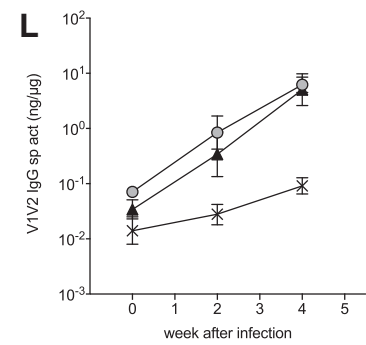 L
V1V2 IgG sp act (ng/µg)
10²
10¹
10⁰
10⁻¹
10⁻²
10⁻³
0 1 2 3 4 5
week after infection